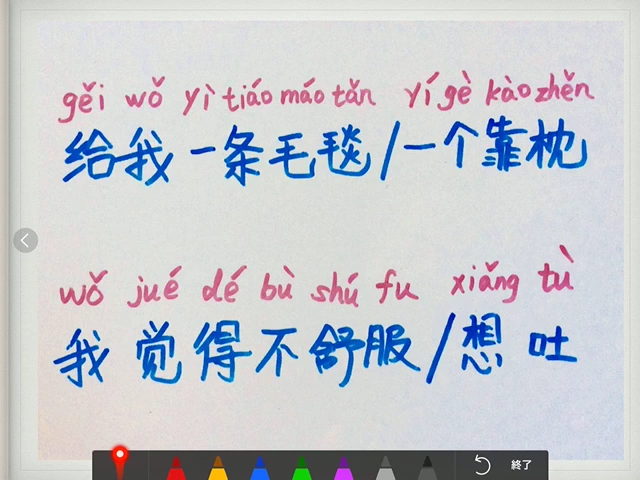 gěi wǒ yì tiáo máo tǎn yí gè kào zhěn
给我一条毛毯/一个靠枕
wǒ jué dé bù shú fu xiǎng tù
我觉得不舒服/想吐
終了